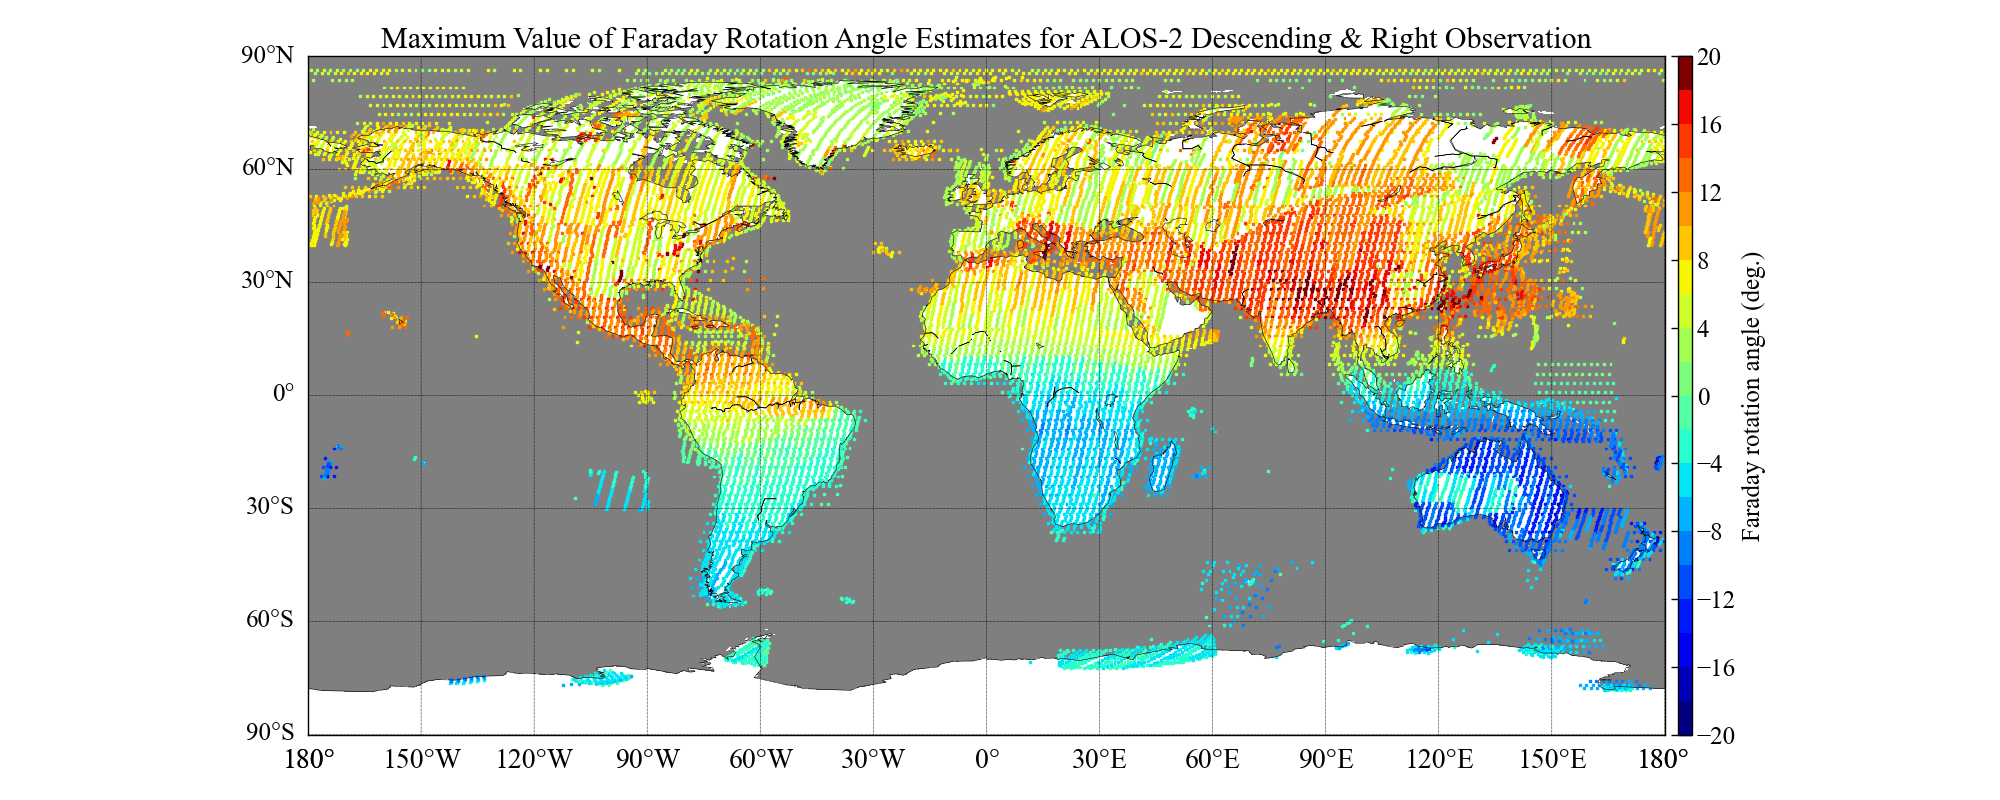 Maximum Value of Faraday Rotation Angle Estimates for ALOS-2 Descending & Right Observation
90°N
60°N
30°N
0°
30°S
60°S
90°S
180° 150°W 120°W 90°W 60°W 30°W 0° 30°E 60°E 90°E 120°E 150°E 180°
20
16
12
8
4
0
−4
−8
−12
−16
−20
Faraday rotation angle (deg.)